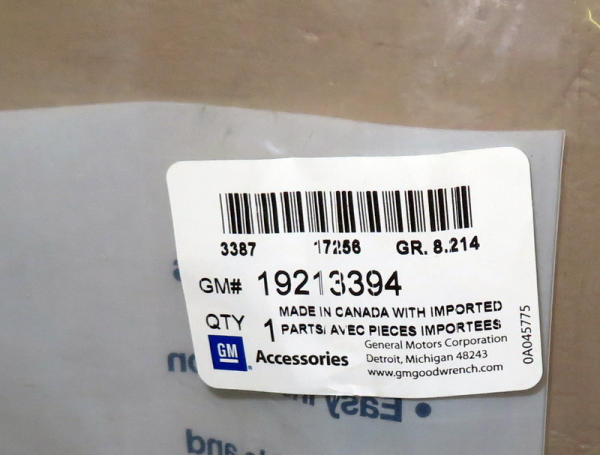 3387 17256 GR. 8.214
GM# 19213394
QTY 1 MADE IN CANADA WITH IMPORTED
PARTS/ AVEC PIECES IMPORTEES
GM Accessories
General Motors Corporation
Detroit, Michigan 48243
www.gmgoodwrench.com
0A045775
• Easy
and